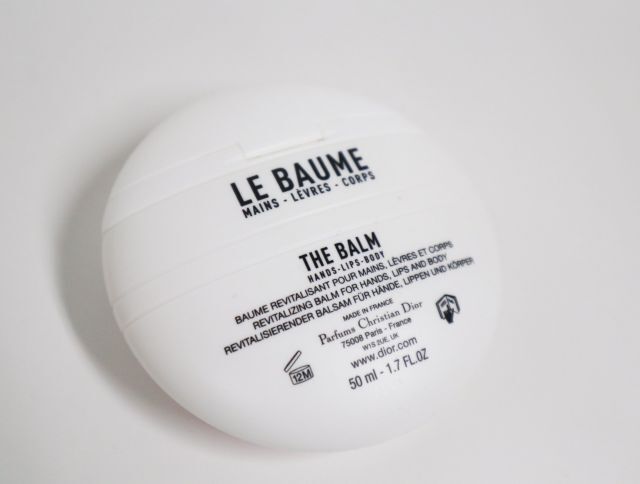 LE BAUME
MAINS - LÈVRES - CORPS
THE BALM
HANDS-LIPS-BODY
BAUME REVITALISANT POUR MAINS, LÈVRES ET CORPS
REVITALIZING BALM FOR HANDS, LIPS AND BODY
REVITALISIERENDER BALSAM FÜR HÄNDE, LIPPEN UND KÖRPER
MADE IN FRANCE
Parfums Christian Dior
75008 Paris - France
W1S 2UE, UK
www.dior.com
12M
50 ml - 1.7 FL.OZ